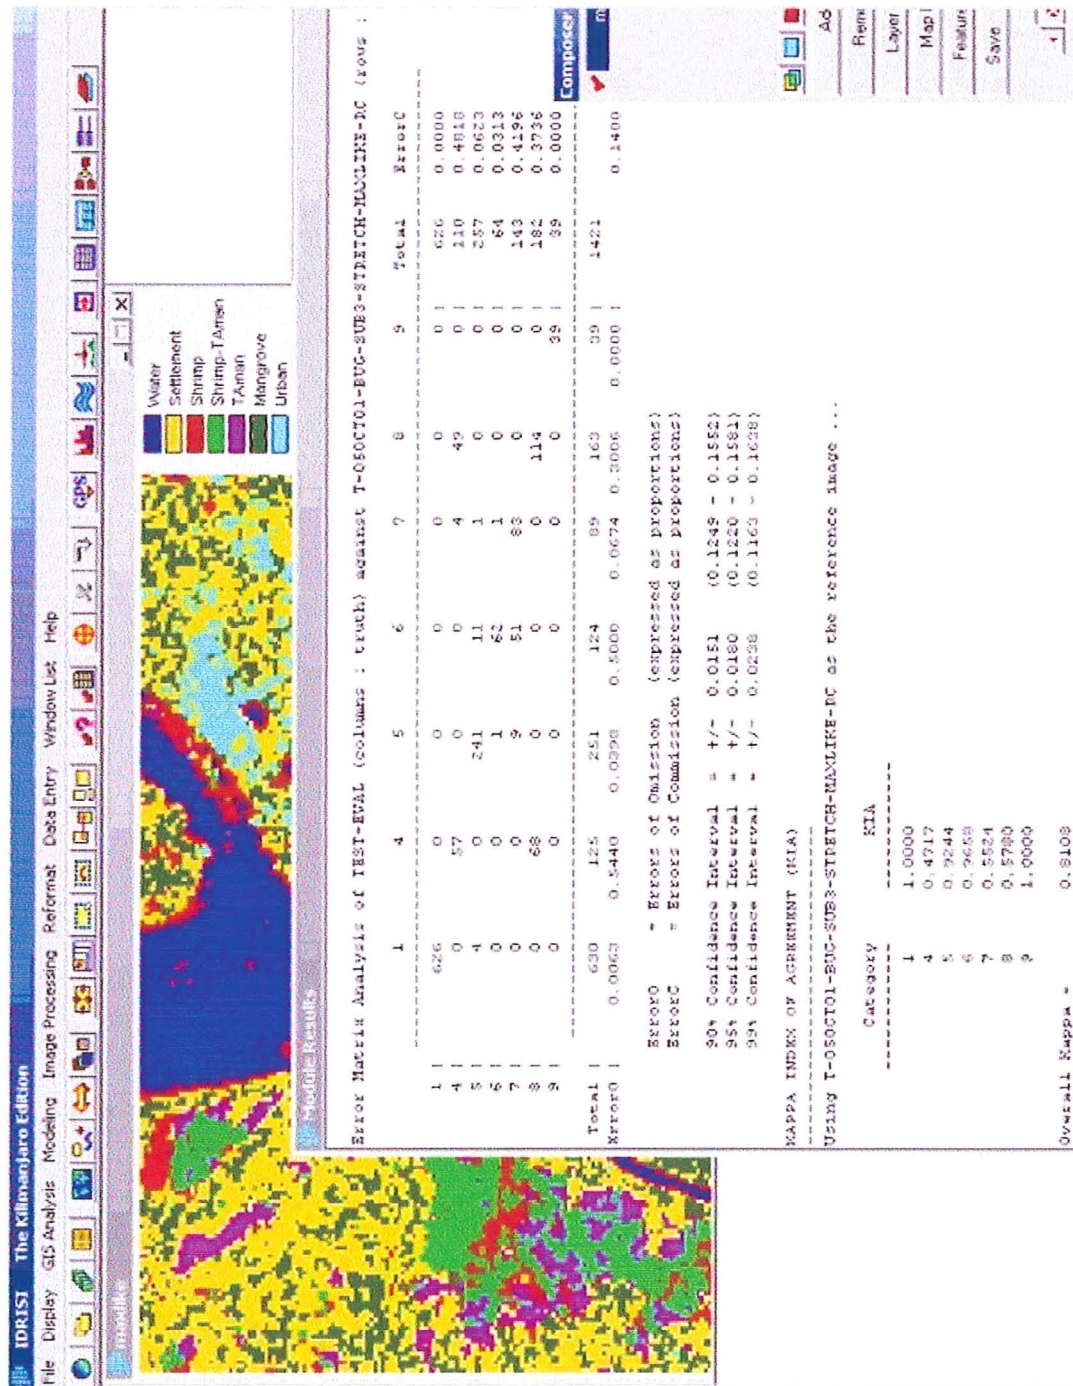 IDRISI The Kilimanjaro Edition
File Display GIS Analysis Modeling Image Processing Reformat Data Entry Window List Help
GPS
maxlike
Water
Settlement
Shrimp
Shrimp-TAman
TAman
Mangrove
Urban
Module Results
Error Matrix Analysis of TEST-EVAL (columns : truth) against T-050CT01-BUG-SUB3-STRETCH-MAXLIKE-RC (rows :
1 4 5 6 7 8 9 Total ErrorC
1 | 626 0 0 0 0 0 0 | 626 0.0000
4 | 0 57 0 0 4 49 0 | 110 0.4818
5 | 4 0 241 11 1 0 0 | 257 0.0623
6 | 0 0 1 62 1 0 0 | 64 0.0313
7 | 0 0 9 51 83 0 0 | 143 0.4196
8 | 0 68 0 0 0 114 0 | 182 0.3736
9 | 0 0 0 0 0 0 39 | 39 0.0000
Total | 630 125 251 124 89 163 39 | 1421
ErrorO | 0.0063 0.5440 0.0398 0.5000 0.0674 0.3006 0.0000 | 0.1400
ErrorO = Errors of Omission (expressed as proportions)
ErrorC = Errors of Commission (expressed as proportions)
90% Confidence Interval = +/- 0.0151 (0.1249 - 0.1552)
95% Confidence Interval = +/- 0.0180 (0.1220 - 0.1581)
99% Confidence Interval = +/- 0.0238 (0.1163 - 0.1638)
KAPPA INDEX OF AGREEMENT (KIA)
Using T-050CT01-BUG-SUB3-STRETCH-MAXLIKE-RC as the reference image ...
Category KIA
1 1.0000
4 0.4717
5 0.9244
6 0.9658
7 0.5524
8 0.5780
9 1.0000
Overall Kappa = 0.8108
Composer
m
Ad
Rem
Layer
Map
Feature
Save